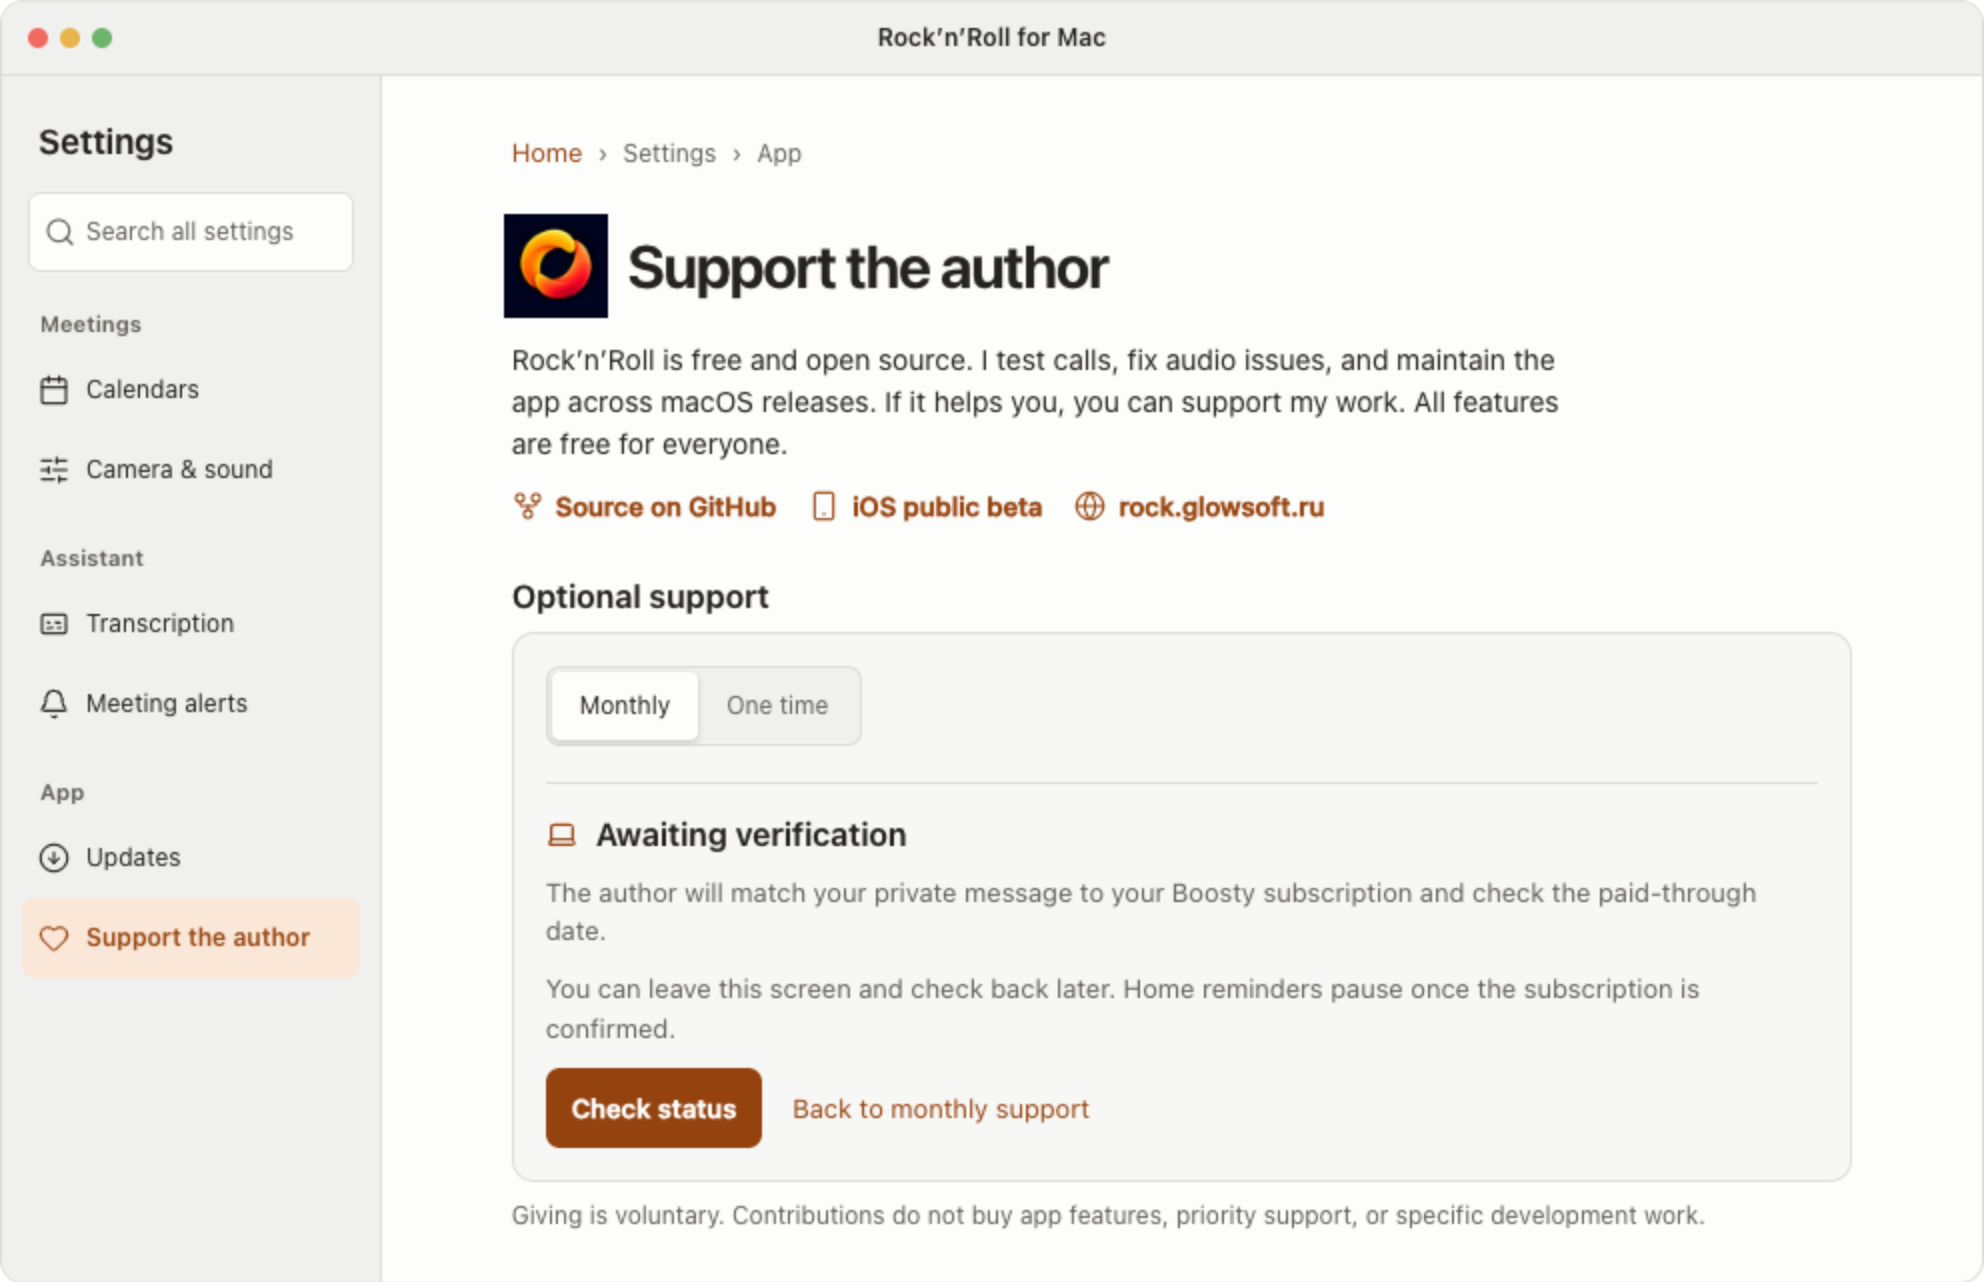 Rock’n’Roll for Mac
Settings
Search all settings
Meetings
Calendars
Camera & sound
Assistant
Transcription
Meeting alerts
App
Updates
Support the author
Home › Settings › App
Support the author
Rock’n’Roll is free and open source. I test calls, fix audio issues, and maintain the
app across macOS releases. If it helps you, you can support my work. All features
are free for everyone.
Source on GitHub
iOS public beta
rock.glowsoft.ru
Optional support
Monthly
One time
Awaiting verification
The author will match your private message to your Boosty subscription and check the paid-through
date.
You can leave this screen and check back later. Home reminders pause once the subscription is
confirmed.
Check status
Back to monthly support
Giving is voluntary. Contributions do not buy app features, priority support, or specific development work.